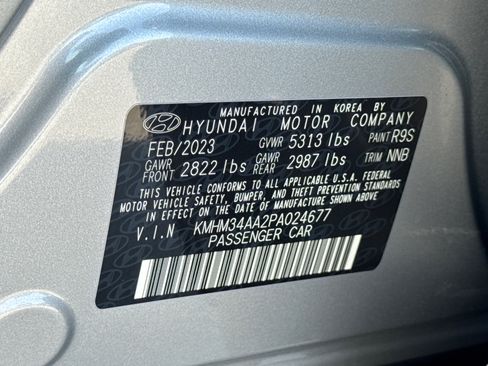 MANUFACTURED IN KOREA BY
HYUNDAI MOTOR COMPANY
FEB/2023 GVWR 5313 lbs PAINT R9S
GAWR FRONT 2822 lbs GAWR REAR 2987 lbs TRIM NNB
THIS VEHICLE CONFORMS TO ALL APPLICABLE U.S.A. FEDERAL
MOTOR VEHICLE SAFETY, BUMPER, AND THEFT PREVENTION STANDARDS
IN EFFECT ON THE DATE OF MANUFACTURE SHOWN ABOVE.
V.I.N KMHM34AA2PA024677
PASSENGER CAR